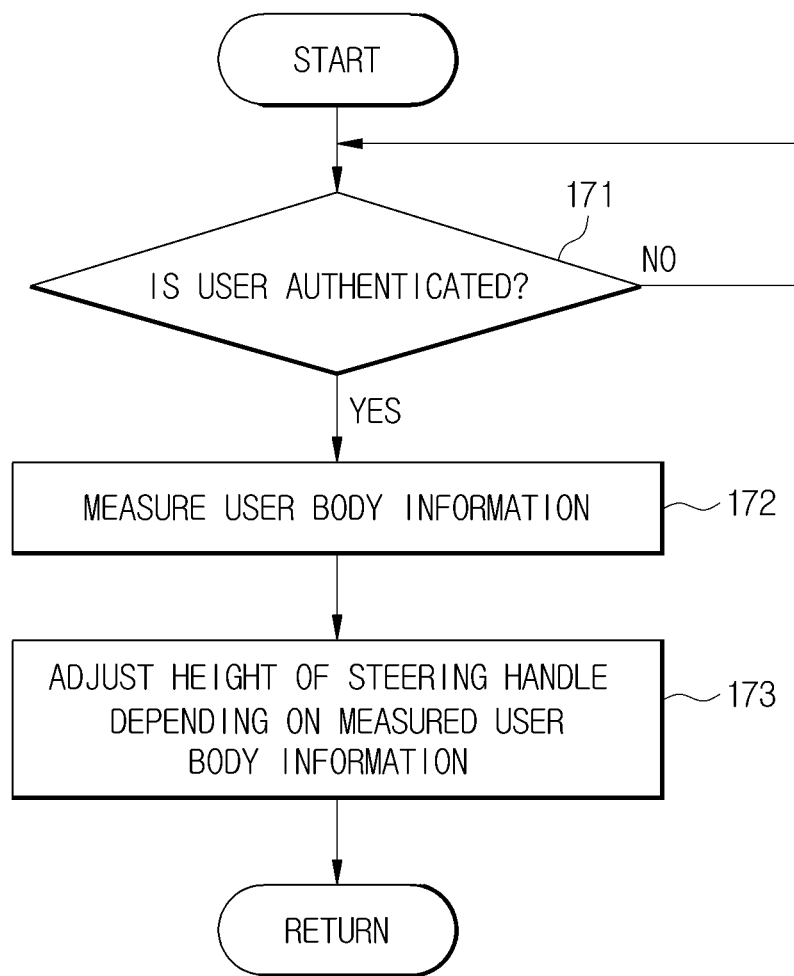 START
171
IS USER AUTHENTICATED?
NO
YES
MEASURE USER BODY INFORMATION
172
ADJUST HEIGHT OF STEERING HANDLE
DEPENDING ON MEASURED USER
BODY INFORMATION
173
RETURN